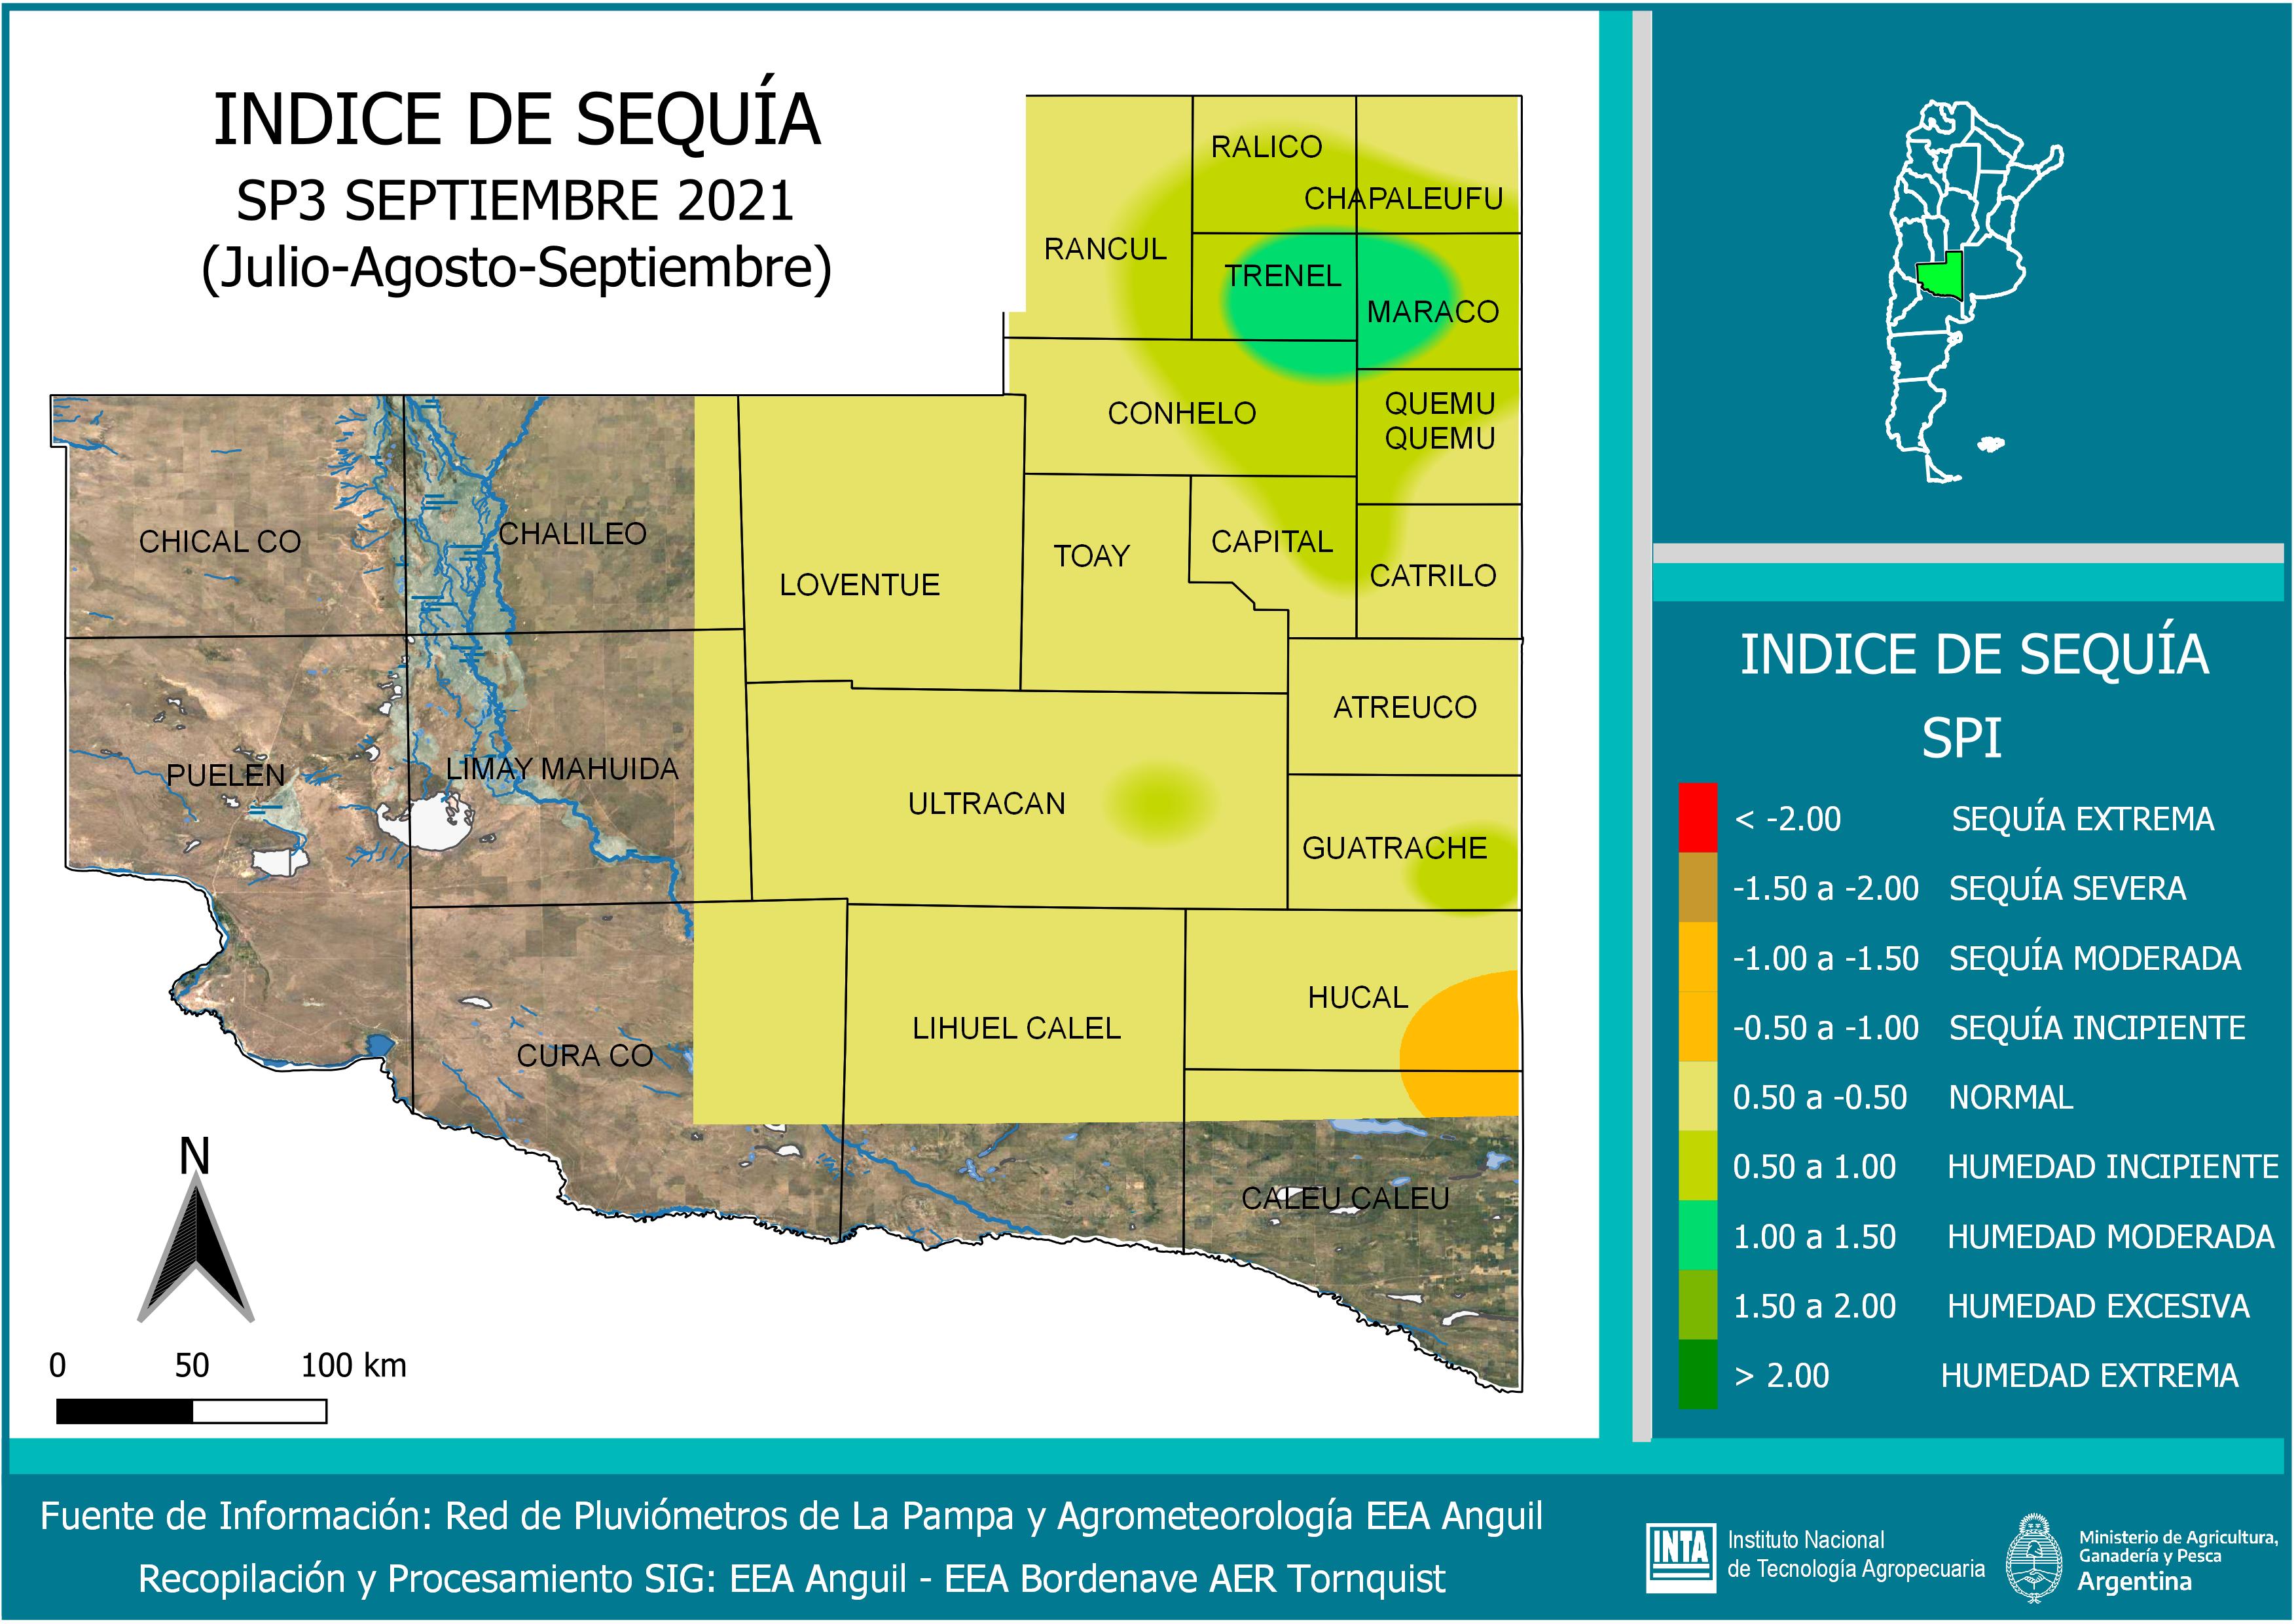 INDICE DE SEQUÍA
SP3 SEPTIEMBRE 2021
(Julio-Agosto-Septiembre)
RALICO
CHAPALEUFU
RANCUL
TRENEL
MARACO
CONHELO
QUEMU
QUEMU
CHICAL CO
CHALILEO
LOVENTUE
TOAY
CAPITAL
CATRILO
ATREUCO
PUELEN
LIMAY MAHUIDA
ULTRACAN
GUATRACHE
HUCAL
LIHUEL CALEL
CURA CO
CALEU CALEU
N
0 50 100 km
INDICE DE SEQUÍA
SPI
< -2.00 SEQUÍA EXTREMA
-1.50 a -2.00 SEQUÍA SEVERA
-1.00 a -1.50 SEQUÍA MODERADA
-0.50 a -1.00 SEQUÍA INCIPIENTE
0.50 a -0.50 NORMAL
0.50 a 1.00 HUMEDAD INCIPIENTE
1.00 a 1.50 HUMEDAD MODERADA
1.50 a 2.00 HUMEDAD EXCESIVA
> 2.00 HUMEDAD EXTREMA
Fuente de Información: Red de Pluviómetros de La Pampa y Agrometeorología EEA Anguil
Recopilación y Procesamiento SIG: EEA Anguil - EEA Bordenave AER Tornquist
INTA
Instituto Nacional
de Tecnología Agropecuaria
Ministerio de Agricultura,
Ganadería y Pesca
Argentina